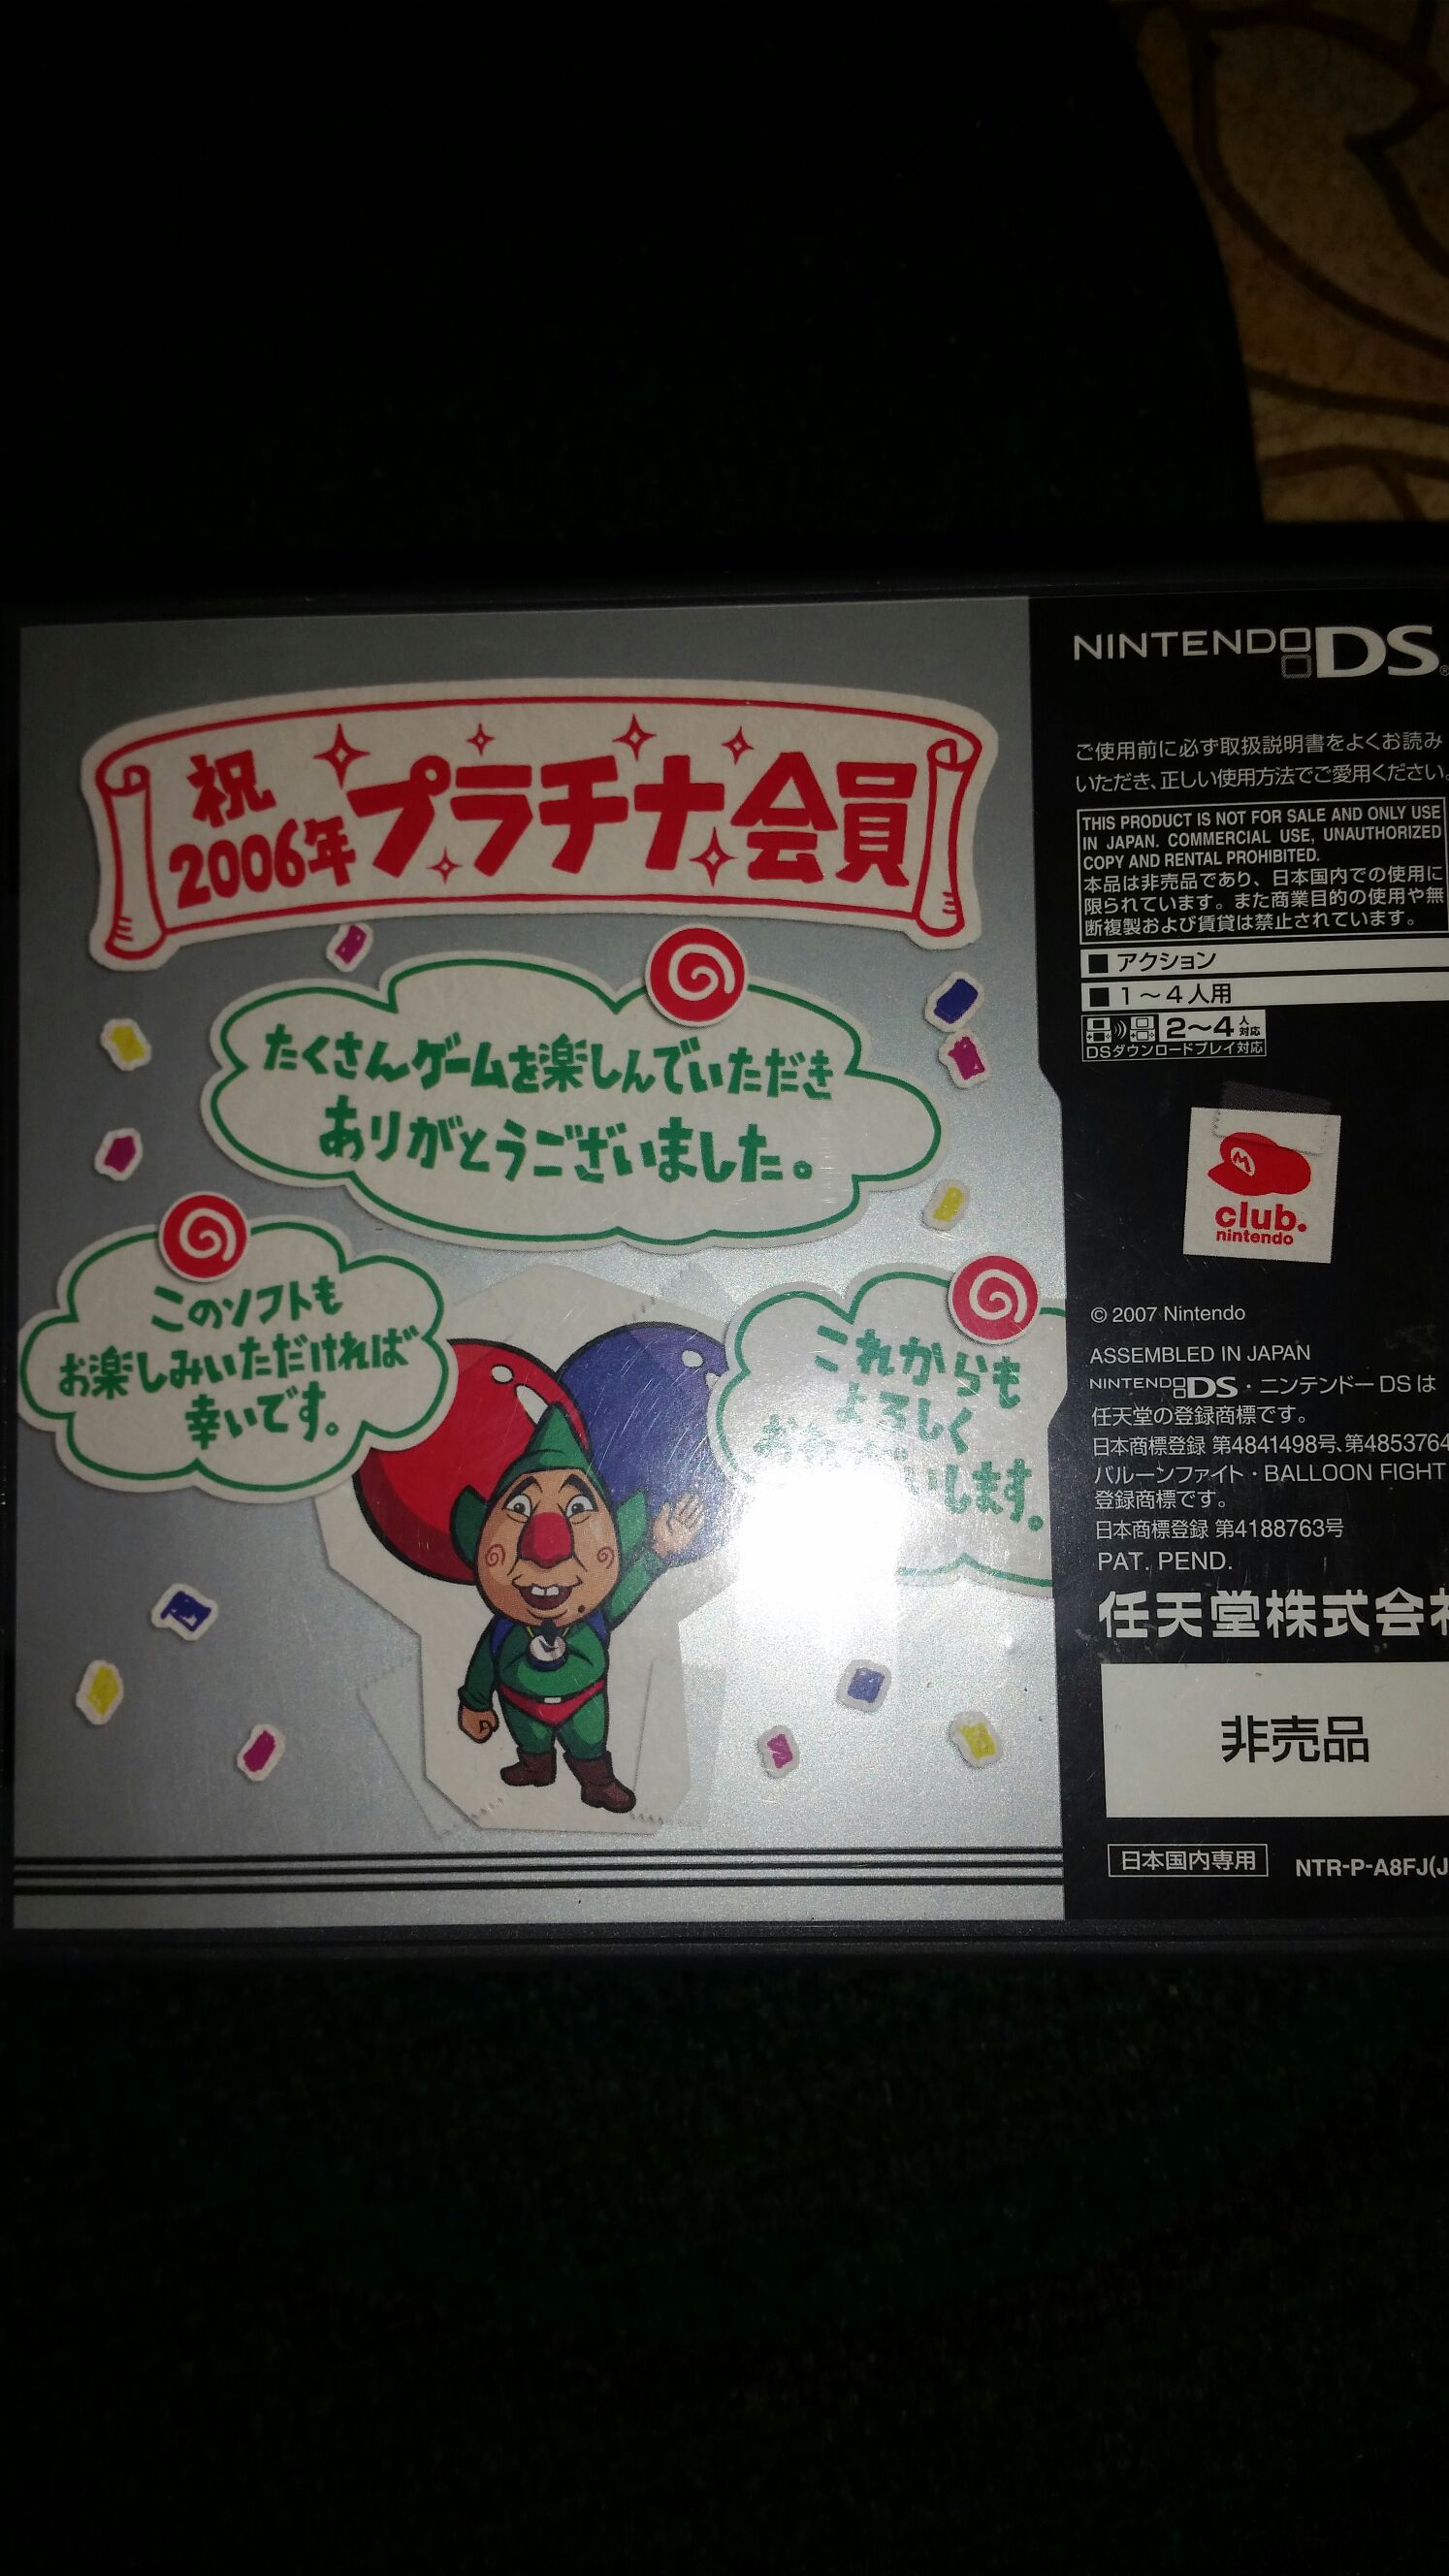 祝
2006年プラチナ会員
たくさんゲームを楽しんでいただき
ありがとうございました。
このソフトも
お楽しみいただければ
幸いです。
これからも
よろしく
します。
NINTENDO DS
ご使用前に必ず取扱説明書をよくお読み
いただき、正しい使用方法でご愛用ください。
THIS PRODUCT IS NOT FOR SALE AND ONLY USE
IN JAPAN. COMMERCIAL USE, UNAUTHORIZED
COPY AND RENTAL PROHIBITED.
本品は非売品であり、日本国内での使用に
限られています。また商業目的の使用や無
断複製および賃貸は禁止されています。
■ アクション
■ 1〜4人用
2〜4人対応
DSダウンロードプレイ対応
M
club.
nintendo
© 2007 Nintendo
ASSEMBLED IN JAPAN
NINTENDO DS・ニンテンドーDSは
任天堂の登録商標です。
日本商標登録 第4841498号、第4853764
バルーンファイト・BALLOON FIGHT
登録商標です。
日本商標登録 第4188763号
PAT. PEND.
任天堂株式会社
非売品
日本国内専用 NTR-P-A8FJ(J